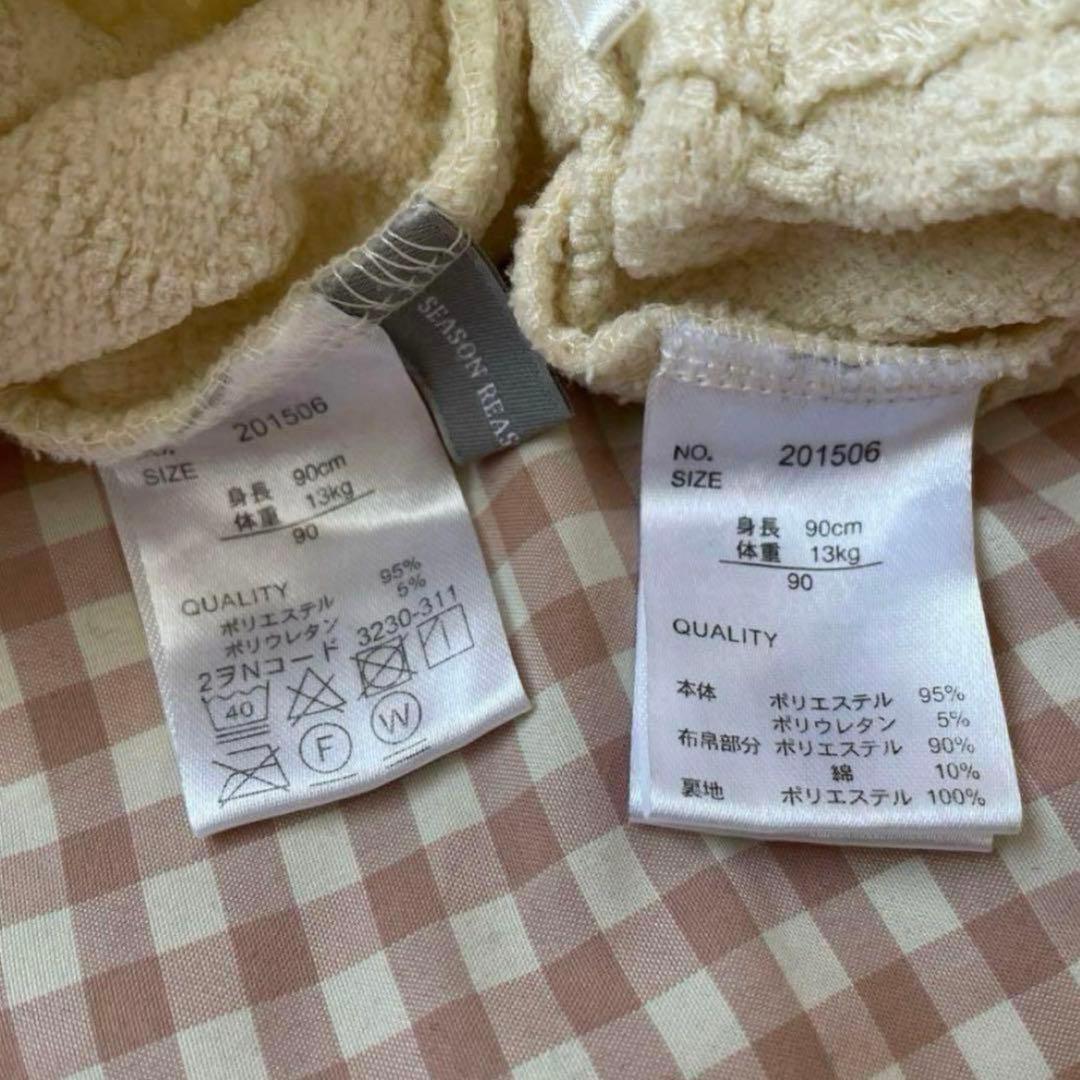 SEASON REAS
201506
SIZE
身長 90cm
体重 13kg
90
QUALITY
95%
5%
ポリエステル
ポリウレタン
2ヲNコード 3230-311
40
F
W
NO. 201506
SIZE
身長 90cm
体重 13kg
90
QUALITY
本体 ポリエステル 95%
ポリウレタン 5%
布帛部分 ポリエステル 90%
綿 10%
裏地 ポリエステル 100%